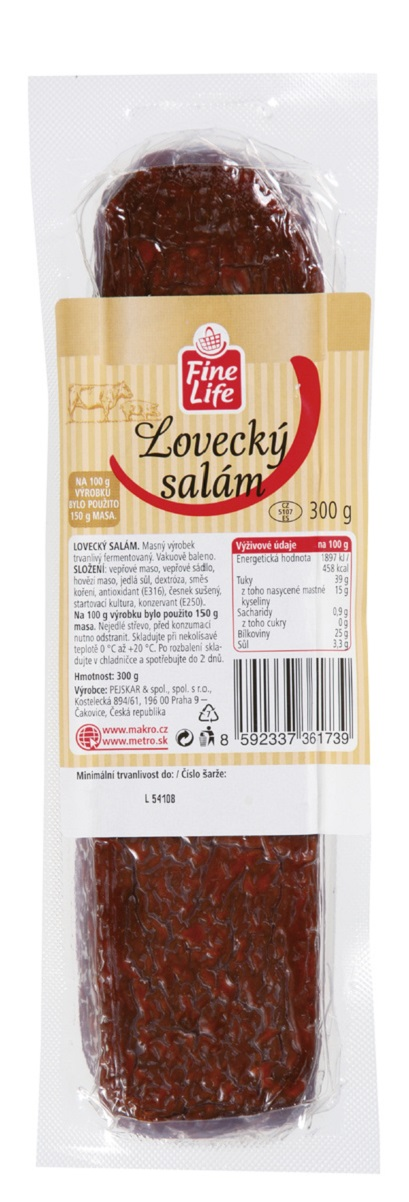 Fine
Life
Lovecký
salám
NA 100 g
VÝROBKU
BYLO POUŽITO
150 g MASA.
CZ
5107
ES
300 g
LOVECKÝ SALÁM. Masný výrobek
trvanlivý fermentovaný. Vakuově baleno.
SLOŽENÍ: vepřové maso, vepřové sádlo,
hovězí maso, jedlá sůl, dextróza, směs
koření, antioxidant (E316), česnek sušený,
startovací kultura, konzervant (E250).
Na 100 g výrobku bylo použito 150 g
masa. Nejedlé střevo, před konzumací
nutno odstranit. Skladujte při nekolísavé
teplotě 0 °C až +20 °C. Po rozbalení skla-
dujte v chladničce a spotřebujte do 2 dnů.
Hmotnost: 300 g
Výrobce: PEJSKAR & spol., spol. s r.o.,
Kostelecká 894/61, 196 00 Praha 9 –
Čakovice, Česká republika
www.makro.cz
www.metro.sk
Výživové údaje na 100 g
Energetická hodnota 1897 kJ /
458 kcal
Tuky 39 g
z toho nasycené mastné 15 g
kyseliny
Sacharidy 0,9 g
z toho cukry 0 g
Bílkoviny 25 g
Sůl 3,3 g
7
8 592337 361739
Minimální trvanlivost do: / Číslo šarže:
L 54108